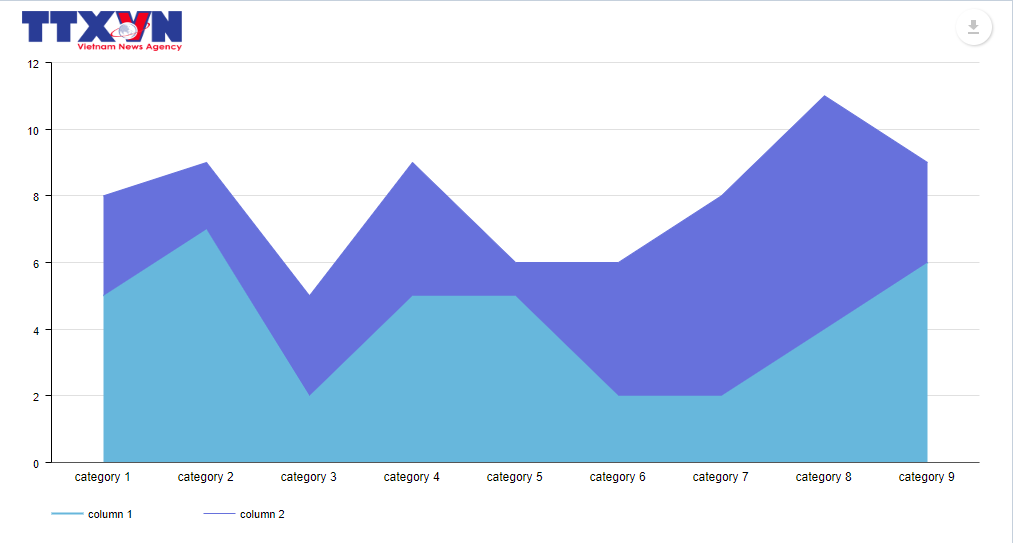 TTXVN
Vietnam News Agency
12
10
8
6
4
2
0
category 1 category 2 category 3 category 4 category 5 category 6 category 7 category 8 category 9
column 1 column 2